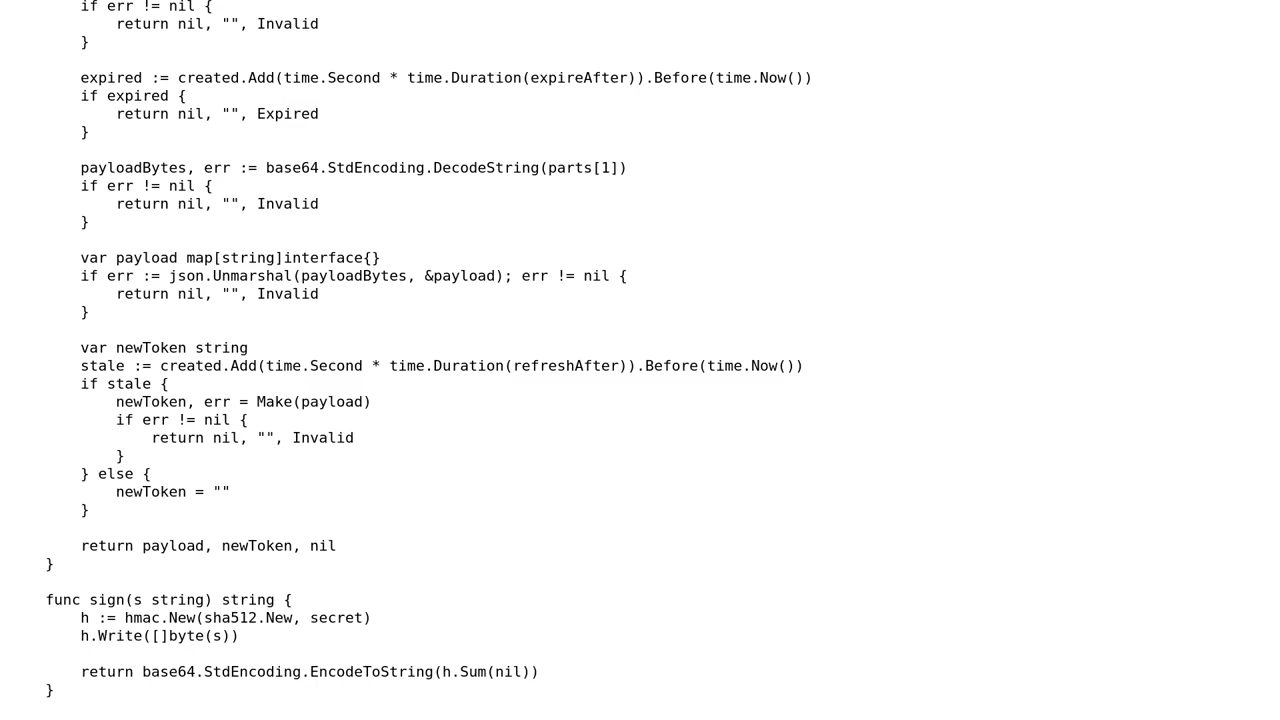 if err != nil {
        return nil, "", Invalid
    }

    expired := created.Add(time.Second * time.Duration(expireAfter)).Before(time.Now())
    if expired {
        return nil, "", Expired
    }

    payloadBytes, err := base64.StdEncoding.DecodeString(parts[1])
    if err != nil {
        return nil, "", Invalid
    }

    var payload map[string]interface{}
    if err := json.Unmarshal(payloadBytes, &payload); err != nil {
        return nil, "", Invalid
    }

    var newToken string
    stale := created.Add(time.Second * time.Duration(refreshAfter)).Before(time.Now())
    if stale {
        newToken, err = Make(payload)
        if err != nil {
            return nil, "", Invalid
        }
    } else {
        newToken = ""
    }

    return payload, newToken, nil
}

func sign(s string) string {
    h := hmac.New(sha512.New, secret)
    h.Write([]byte(s))

    return base64.StdEncoding.EncodeToString(h.Sum(nil))
}